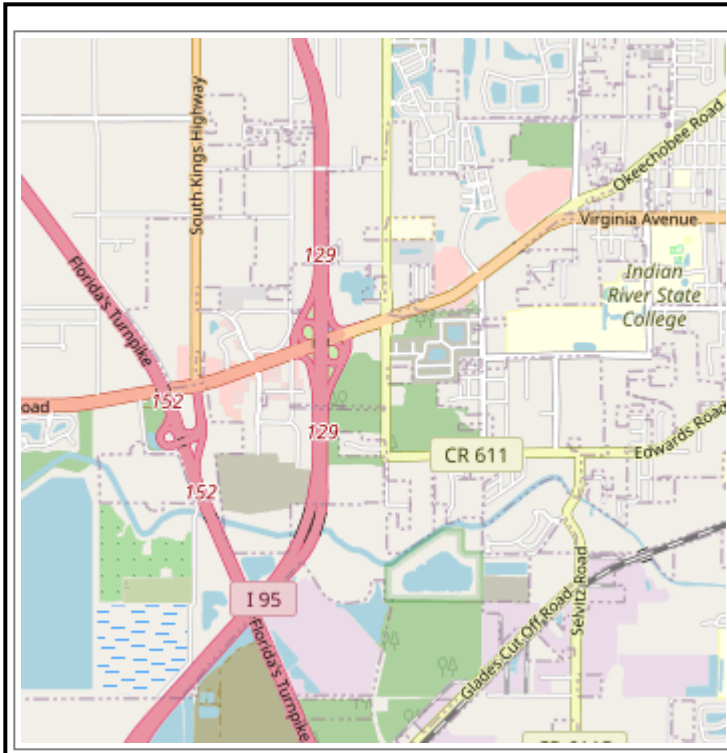 South Kings Highway
Okeechobee Road
Virginia Avenue
129
Florida's Turnpike
Indian
River State
College
oad
152
129
Edwards Road
CR 611
152
Selvitz Road
I 95
Glades Cut Off Road
Florida's Turnpike